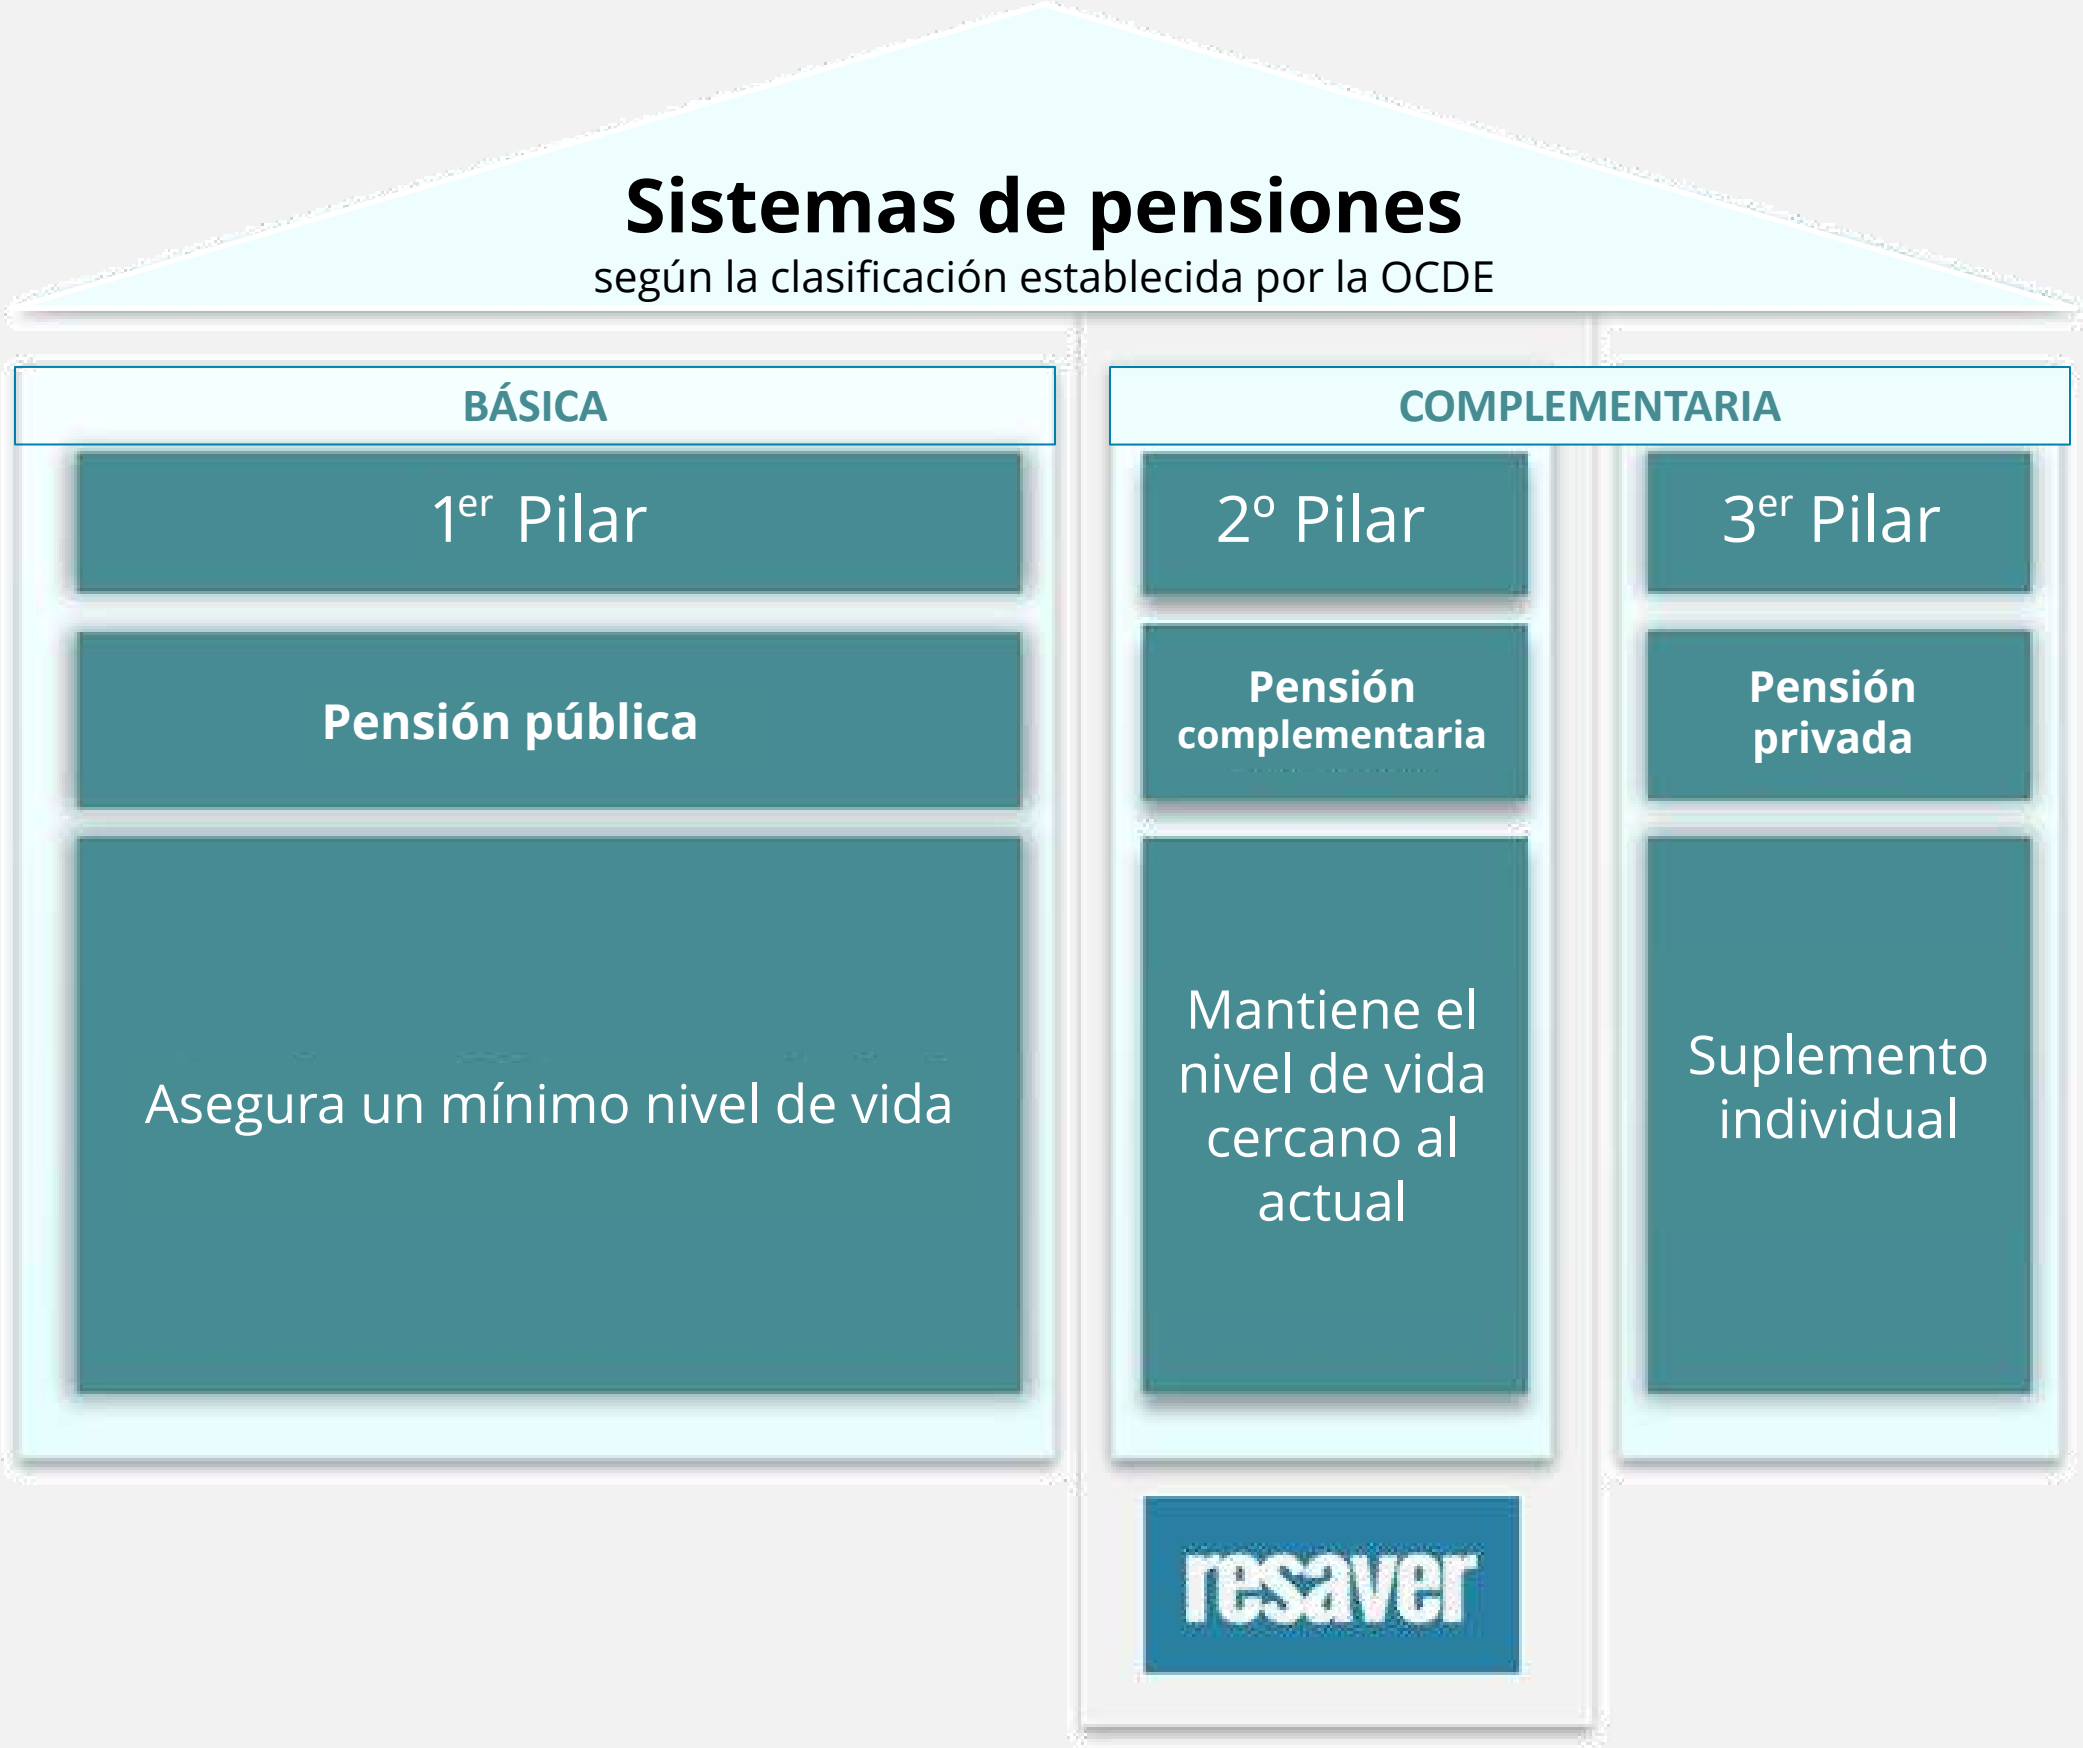 Sistemas de pensiones
según la clasificación establecida por la OCDE
BÁSICA
COMPLEMENTARIA
1er Pilar
2º Pilar
3er Pilar
Pensión pública
Pensión
complementaria
Pensión
privada
Asegura un mínimo nivel de vida
Mantiene el
nivel de vida
cercano al
actual
Suplemento
individual
resaver